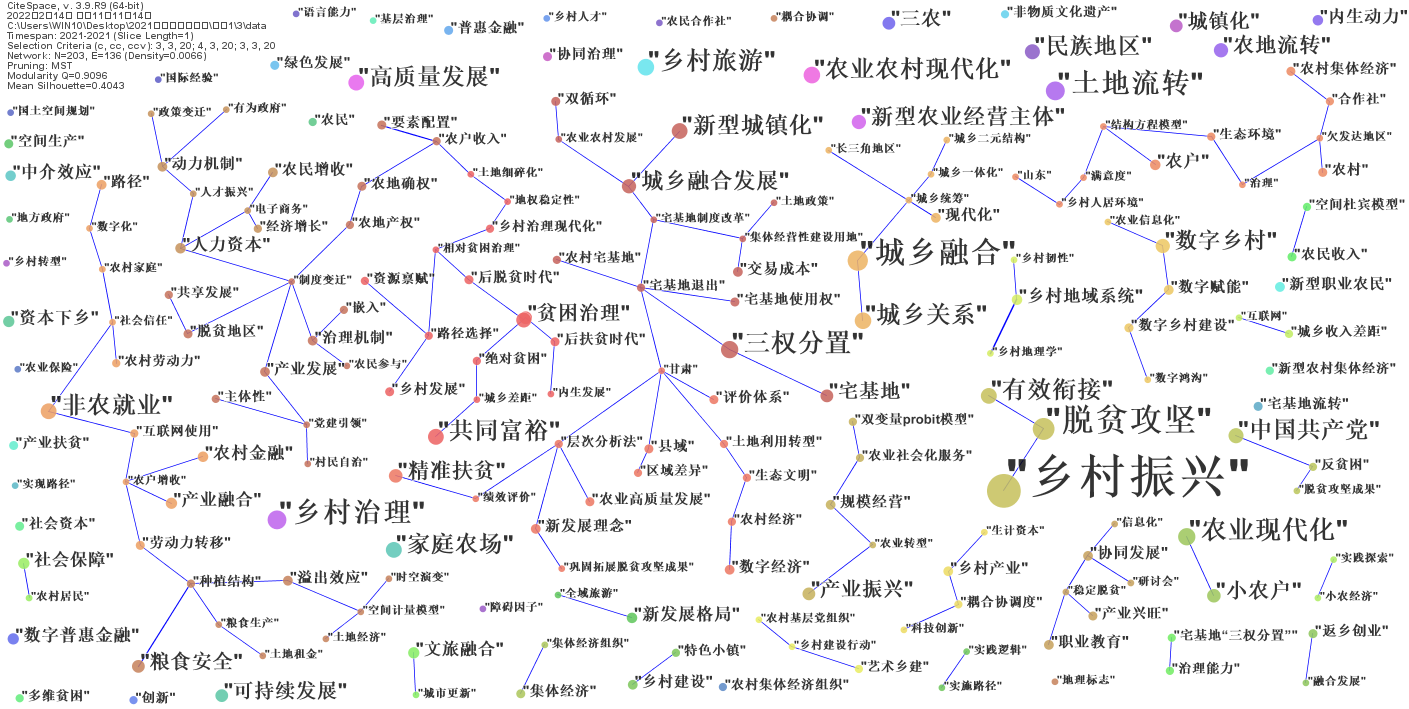 CiteSpace, v. 3.9.R9 (64-bit)
2022□2□14□ □□11□11□14□
C:\Users\WIN10\Desktop\2021□□□□□□□□□□1\3\data
Timespan: 2021-2021 (Slice Length=1)
Selection Criteria (c, cc, ccv): 3, 3, 20; 4, 3, 20; 3, 3, 20
Network: N=203, E=136 (Density=0.0066)
Pruning: MST
Modularity Q=0.9096
Mean Silhouette=0.4043
"语言能力"
"基层治理"
"普惠金融"
"乡村人才"
"农民合作社"
"耦合协调"
"三农"
"非物质文化遗产"
"城镇化"
"内生动力"
"国际经验"
"绿色发展"
"高质量发展"
"协同治理"
"乡村旅游"
"农业农村现代化"
"民族地区"
"农地流转"
"土地流转"
"农村集体经济"
"国土空间规划"
"政策变迁"
"有为政府"
"农民"
"要素配置"
"双循环"
"新型城镇化"
"新型农业经营主体"
"结构方程模型"
"合作社"
"空间生产"
"农户收入"
"农业农村发展"
"城乡二元结构"
"长三角地区"
"生态环境"
"欠发达地区"
"中介效应"
"路径"
"动力机制"
"农民增收"
"农地确权"
"土地细碎化"
"城乡融合发展"
"城乡一体化"
"山东"
"满意度"
"农户"
"治理"
"农村"
"人才振兴"
"地权稳定性"
"土地政策"
"城乡统筹"
"乡村人居环境"
"空间杜宾模型"
"地方政府"
"数字化"
"电子商务"
"经济增长"
"农地产权"
"乡村治理现代化"
"宅基地制度改革"
"现代化"
"农业信息化"
"人力资本"
"相对贫困治理"
"集体经营性建设用地"
"数字乡村"
"农民收入"
"乡村转型"
"农村家庭"
"制度变迁"
"资源禀赋"
"后脱贫时代"
"农村宅基地"
"交易成本"
"城乡融合"
"乡村韧性"
"新型职业农民"
"共享发展"
"嵌入"
"宅基地退出"
"宅基地使用权"
"乡村地域系统"
"数字赋能"
"资本下乡"
"社会信任"
"脱贫地区"
"治理机制"
"路径选择"
"贫困治理"
"后扶贫时代"
"三权分置"
"城乡关系"
"数字乡村建设"
"互联网"
"城乡收入差距"
"农业保险"
"农村劳动力"
"产业发展"
"农民参与"
"绝对贫困"
"甘肃"
"乡村地理学"
"新型农村集体经济"
"非农就业"
"主体性"
"乡村发展"
"城乡差距"
"内生发展"
"评价体系"
"宅基地"
"有效衔接"
"数字鸿沟"
"宅基地流转"
"产业扶贫"
"互联网使用"
"党建引领"
"共同富裕"
"层次分析法"
"县域"
"土地利用转型"
"双变量probit模型"
"脱贫攻坚"
"中国共产党"
"农村金融"
"村民自治"
"精准扶贫"
"区域差异"
"生态文明"
"农业社会化服务"
"反贫困"
"实现路径"
"农户增收"
"产业融合"
"绩效评价"
"农业高质量发展"
"规模经营"
"乡村振兴"
"脱贫攻坚成果"
"社会资本"
"乡村治理"
"新发展理念"
"农村经济"
"生计资本"
"信息化"
"农业现代化"
"劳动力转移"
"家庭农场"
"农业转型"
"协同发展"
"社会保障"
"巩固拓展脱贫攻坚成果"
"数字经济"
"乡村产业"
"研讨会"
"实践探索"
"种植结构"
"溢出效应"
"时空演变"
"稳定脱贫"
"小农户"
"农村居民"
"障碍因子"
"全域旅游"
"产业振兴"
"耦合协调度"
"小农经济"
"空间计量模型"
"新发展格局"
"农村基层党组织"
"科技创新"
"产业兴旺"
"数字普惠金融"
"粮食生产"
"土地经济"
"职业教育"
"宅基地“三权分置”"
"返乡创业"
"粮食安全"
"土地租金"
"文旅融合"
"集体经济组织"
"特色小镇"
"乡村建设行动"
"艺术乡建"
"实践逻辑"
"治理能力"
"多维贫困"
"创新"
"可持续发展"
"城市更新"
"集体经济"
"乡村建设"
"农村集体经济组织"
"实施路径"
"地理标志"
"融合发展"